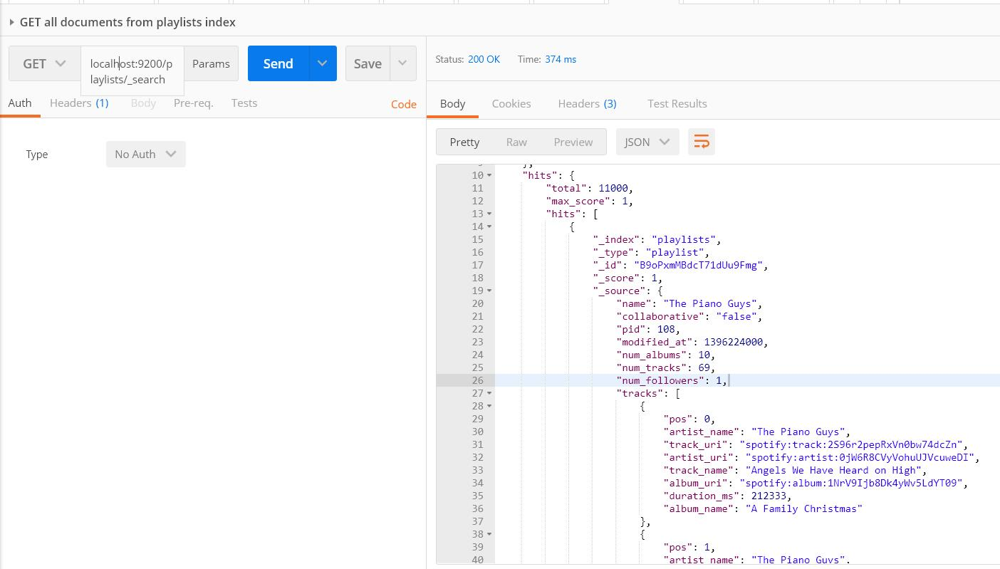 GET all documents from playlists index
GET
localhost:9200/p
laylists/_search
Params
Send
Save
Auth
Headers (1)
Body
Pre-req.
Tests
Code
Type
No Auth
Status: 200 OK
Time: 374 ms
Body
Cookies
Headers (3)
Test Results
Pretty
Raw
Preview
JSON
9 },
10 "hits": {
11 "total": 11000,
12 "max_score": 1,
13 "hits": [
14 {
15 "_index": "playlists",
16 "_type": "playlist",
17 "_id": "B9oPxmMBdcT71dUu9Fmg",
18 "_score": 1,
19 "_source": {
20 "name": "The Piano Guys",
21 "collaborative": "false",
22 "pid": 108,
23 "modified_at": 1396224000,
24 "num_albums": 10,
25 "num_tracks": 69,
26 "num_followers": 1,
27 "tracks": [
28 {
29 "pos": 0,
30 "artist_name": "The Piano Guys",
31 "track_uri": "spotify:track:2S96r2pepRxVn0bw74dcZn",
32 "artist_uri": "spotify:artist:0jW6R8CVyVohuUJVcuweDI",
33 "track_name": "Angels We Have Heard on High",
34 "album_uri": "spotify:album:1NrV9Ijb8Dk4yWv5LdYT09",
35 "duration_ms": 212333,
36 "album_name": "A Family Christmas"
37 },
38 {
39 "pos": 1,
40 "artist_name": "The Piano Guys",